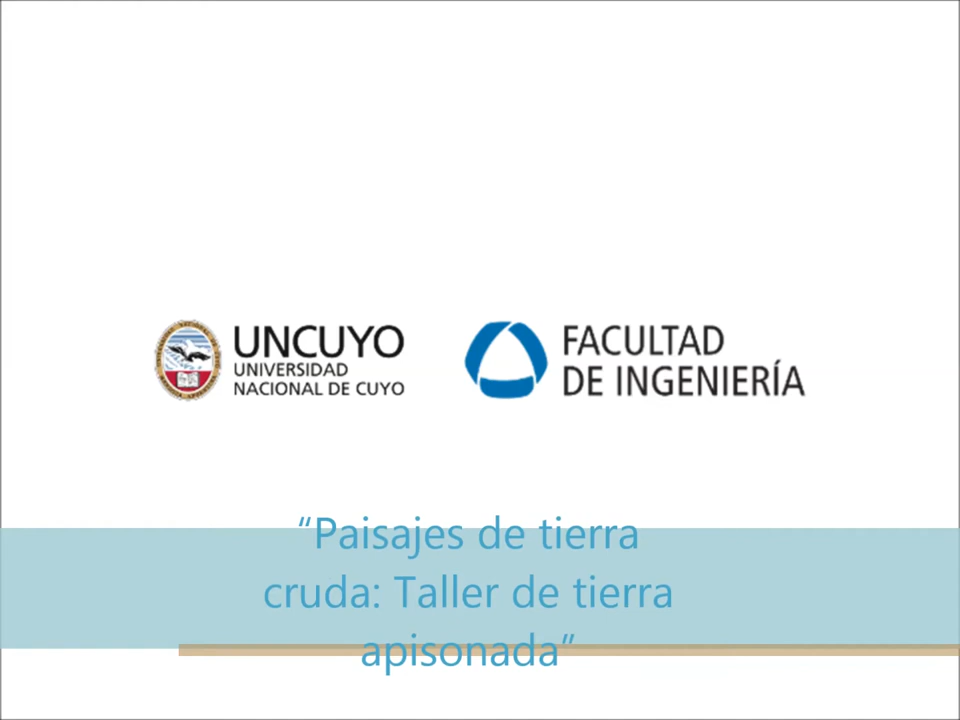 UNCUYO
UNIVERSIDAD
NACIONAL DE CUYO
FACULTAD
DE INGENIERÍA
“Paisajes de tierra
cruda: Taller de tierra
apisonada”